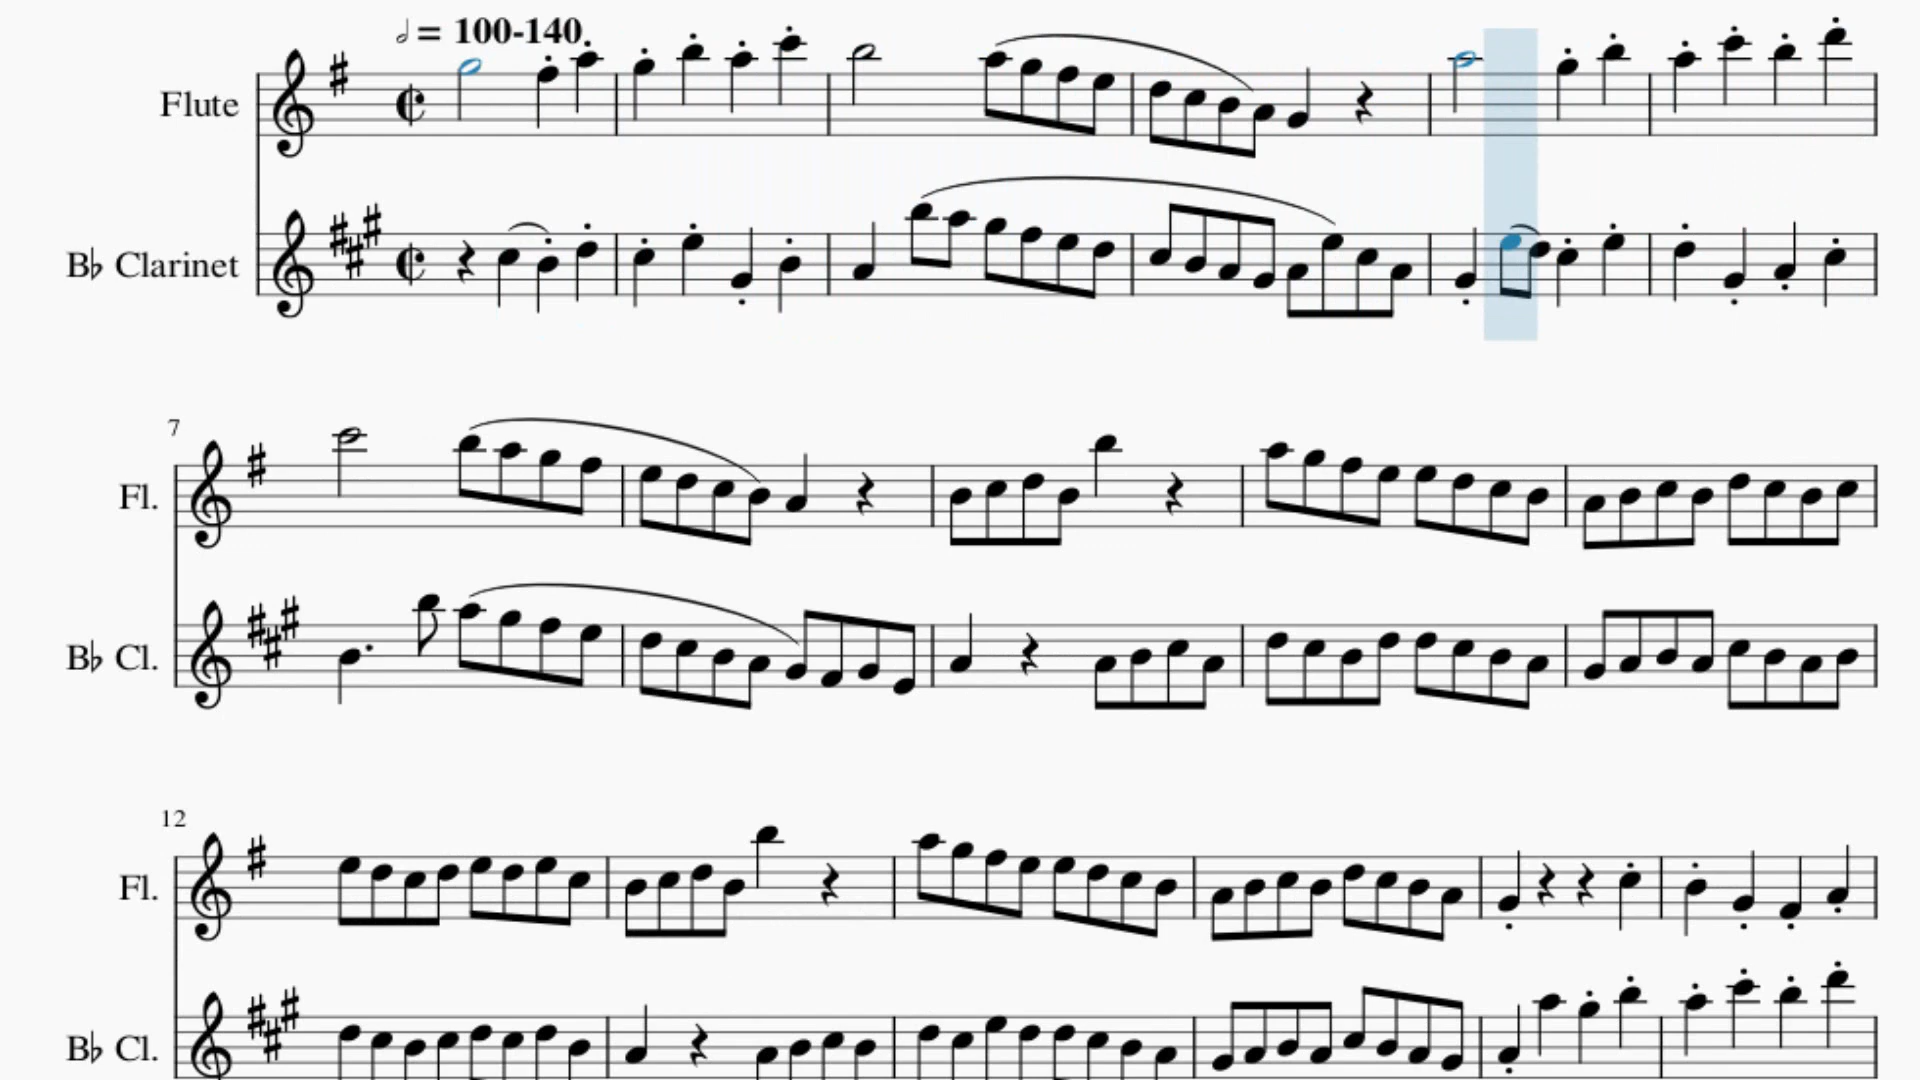 𝅗𝅥 = 100-140
Flute
B♭ Clarinet
7
Fl.
B♭ Cl.
12
Fl.
B♭ Cl.